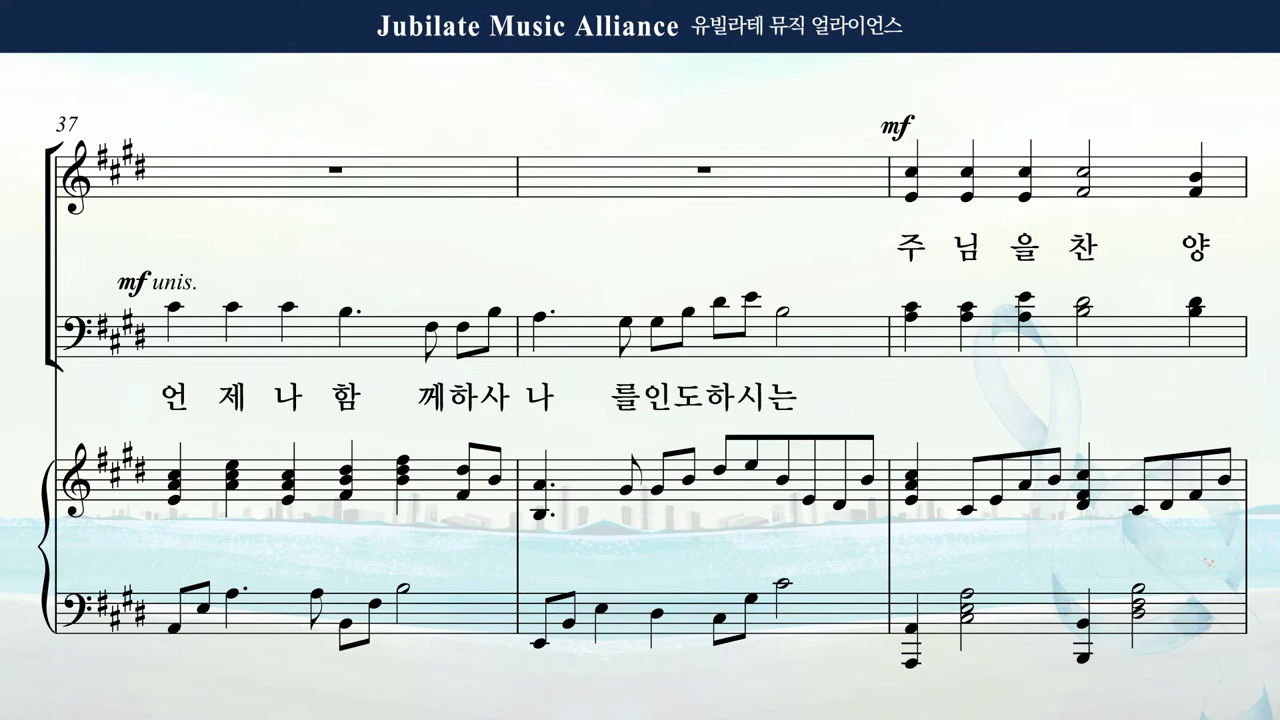 Jubilate Music Alliance 유빌라테 뮤직 얼라이언스
37
mf
주 님 을 찬 양
mf unis.
언 제 나 함 께하사 나 를인도하시는